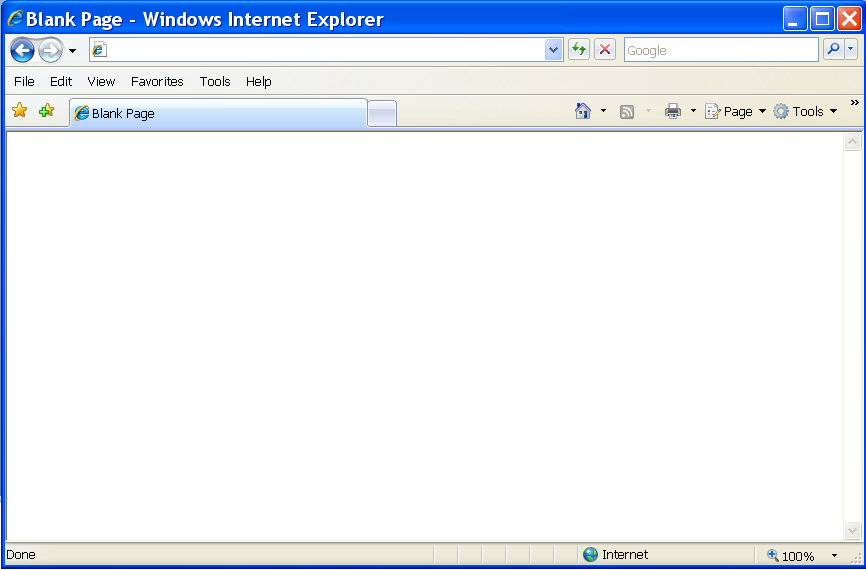 Blank Page - Windows Internet Explorer
Google
File Edit View Favorites Tools Help
Blank Page Page Tools »
Done Internet 100%